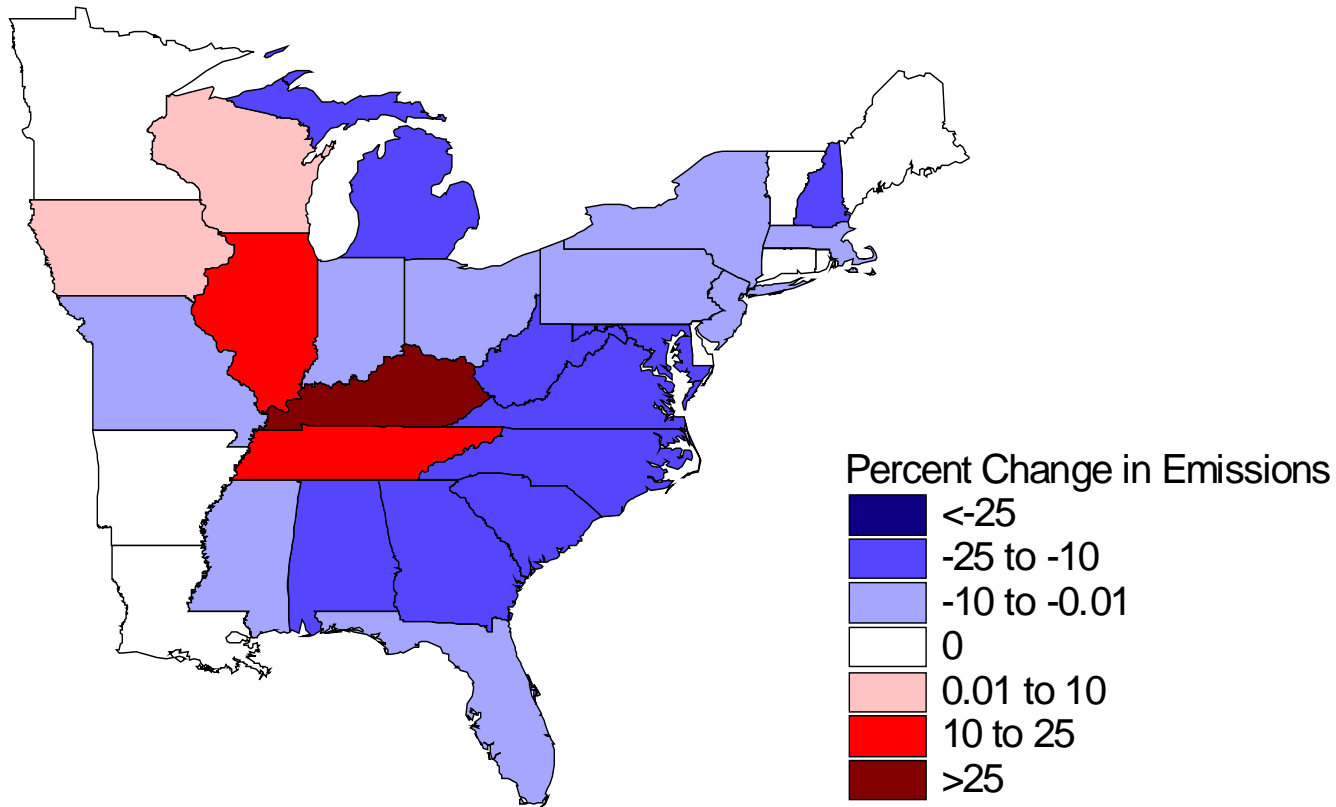 Percent Change in Emissions
<-25
-25 to -10
-10 to -0.01
0
0.01 to 10
10 to 25
>25